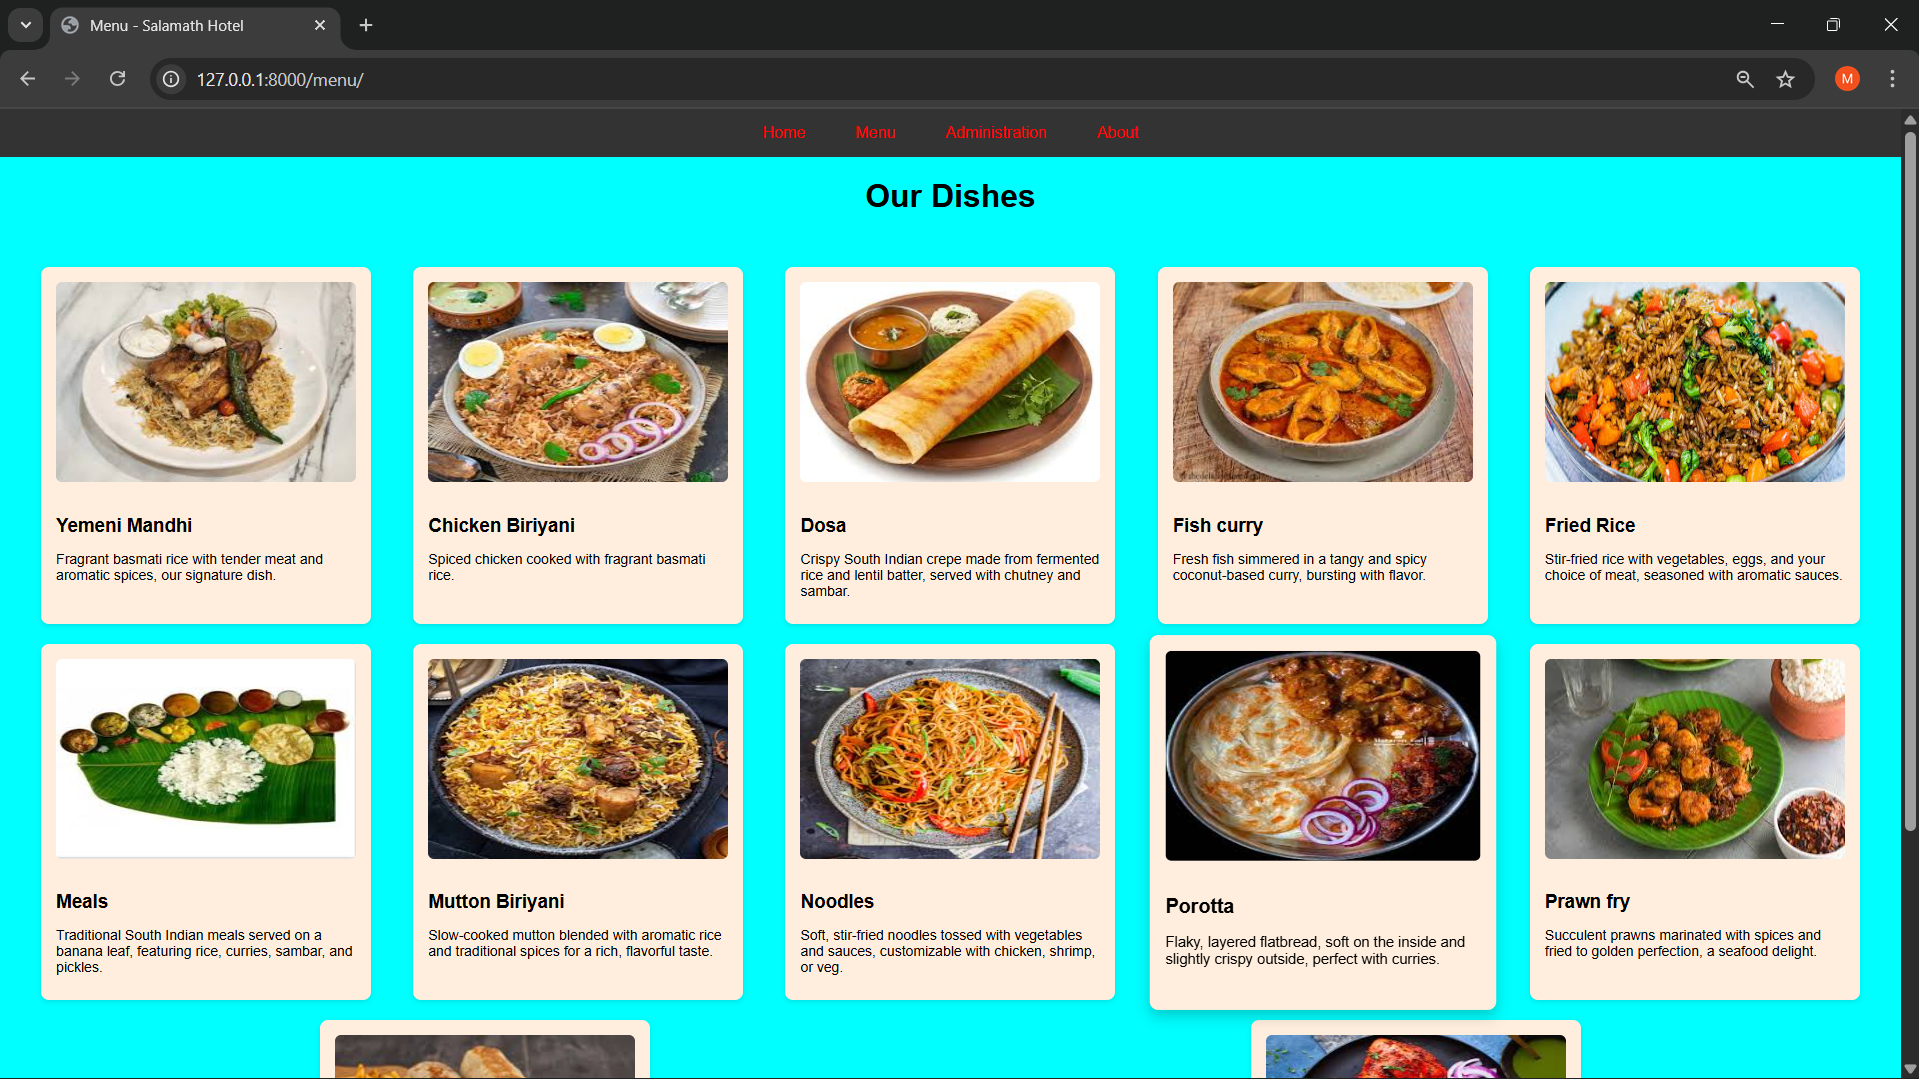 Menu - Salamath Hotel
127.0.0.1:8000/menu/
M
Home Menu Administration About
Our Dishes
Yemeni Mandhi
Fragrant basmati rice with tender meat and
aromatic spices, our signature dish.
Chicken Biriyani
Spiced chicken cooked with fragrant basmati
rice.
Dosa
Crispy South Indian crepe made from fermented
rice and lentil batter, served with chutney and
sambar.
Fish curry
Fresh fish simmered in a tangy and spicy
coconut-based curry, bursting with flavor.
Fried Rice
Stir-fried rice with vegetables, eggs, and your
choice of meat, seasoned with aromatic sauces.
Meals
Traditional South Indian meals served on a
banana leaf, featuring rice, curries, sambar, and
pickles.
Mutton Biriyani
Slow-cooked mutton blended with aromatic rice
and traditional spices for a rich, flavorful taste.
Noodles
Soft, stir-fried noodles tossed with vegetables
and sauces, customizable with chicken, shrimp,
or veg.
Porotta
Flaky, layered flatbread, soft on the inside and
slightly crispy outside, perfect with curries.
Prawn fry
Succulent prawns marinated with spices and
fried to golden perfection, a seafood delight.